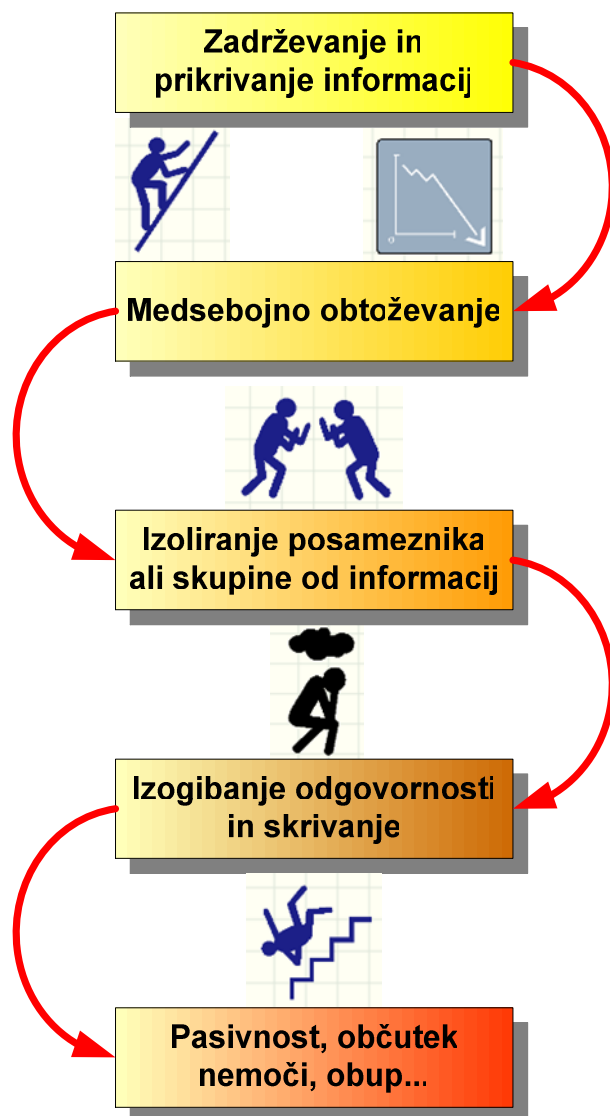 Zadrževanje in
prikrivanje informacij
0
Medsebojno obtoževanje
Izoliranje posameznika
ali skupine od informacij
Izogibanje odgovornosti
in skrivanje
Pasivnost, občutek
nemoči, obup...